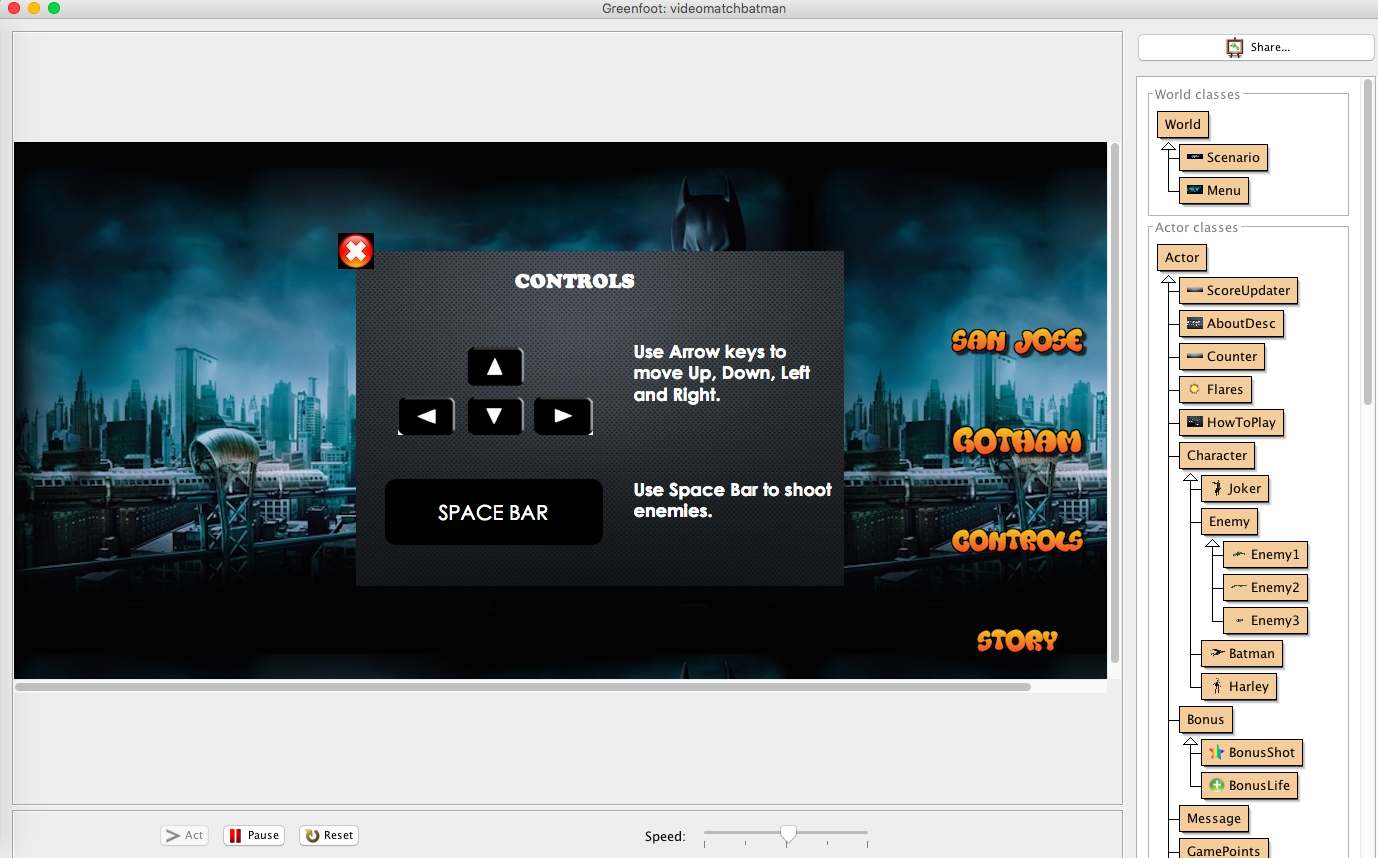 Greenfoot: videomatchbatman
Share...
World classes
World
Scenario
Menu
Actor classes
Actor
ScoreUpdater
AboutDesc
Counter
Flares
HowToPlay
Character
Joker
Enemy
Enemy1
Enemy2
Enemy3
Batman
Harley
Bonus
BonusShot
BonusLife
Message
GamePoints
CONTROLS
Use Arrow keys to
move Up, Down, Left
and Right.
SPACE BAR
Use Space Bar to shoot
enemies.
SAN JOSE
GOTHAM
CONTROLS
STORY
Act
Pause
Reset
Speed: